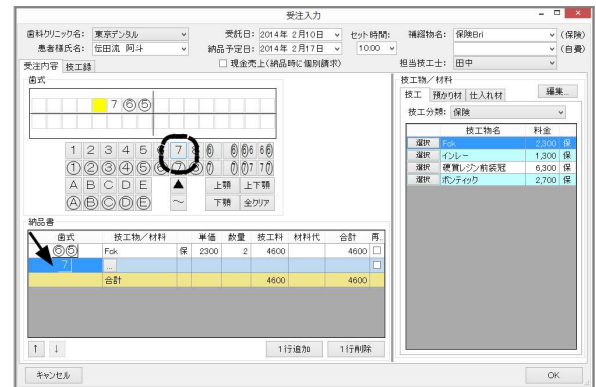 受注入力
歯科クリニック名: 東京デンタル 受託日: 2014年 2月10日 セット時間: 補綴物名: 保険Bri (保険)
患者様氏名: 伝田流 阿斗 納品予定日: 2014年 2月17日 10:00 (自費)
受注内容 技工録 現金売上(納品時に個別請求) 担当技工士: 田中
歯式 技工物/材料
7 ⑥ ⑤ 技工 預かり材 仕入れ材 編集...
技工分類: 保険
技工物名 料金
選択 Fck 2,300 保
選択 インレー 1,300 保
選択 硬質レジン前装冠 6,300 保
選択 ポンティック 2,700 保
1 2 3 4 5 7
① ② ③ ④ ⑤
A B C D E ▲ 上顎 上下顎
Ⓐ Ⓑ Ⓒ Ⓓ Ⓔ ～ 下顎 全クリア
納品書
歯式 技工物/材料 単価 数量 技工料 材料代 合計 再.
⑥⑤ Fck 保 2300 2 4600 4600
7 ...
合計 4600 4600
↑ ↓ 1行追加 1行削除
キャンセル OK